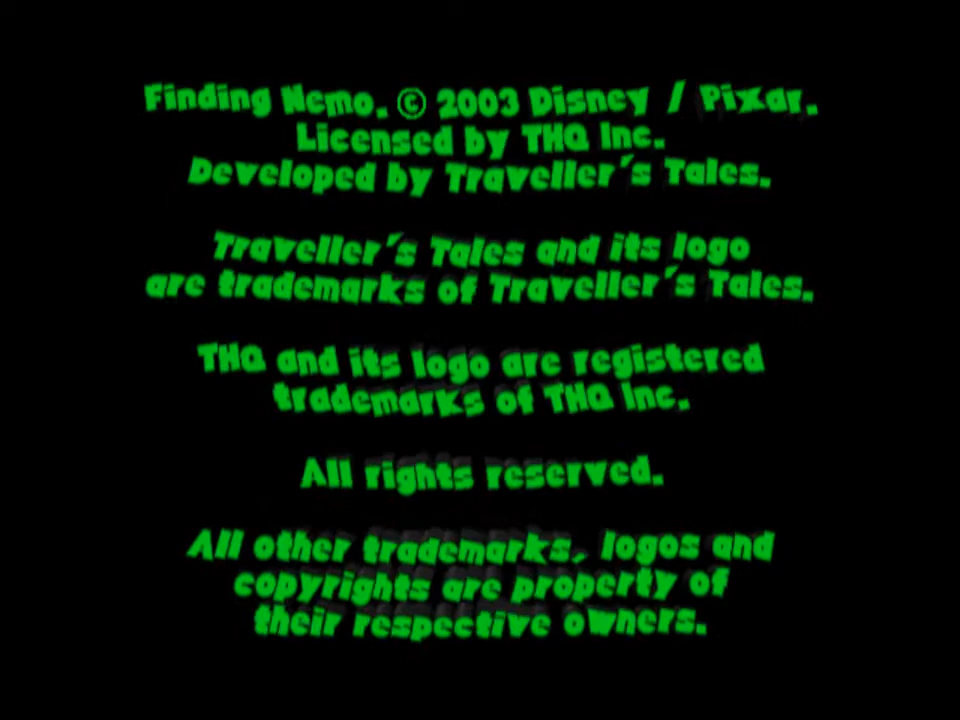 Finding Nemo. © 2003 Disney / Pixar.
Licensed by THQ Inc.
Developed by Traveller's Tales.
Traveller's Tales and its logo
are trademarks of Traveller's Tales.
THQ and its logo are registered
trademarks of THQ Inc.
All rights reserved.
All other trademarks, logos and
copyrights are property of
their respective owners.